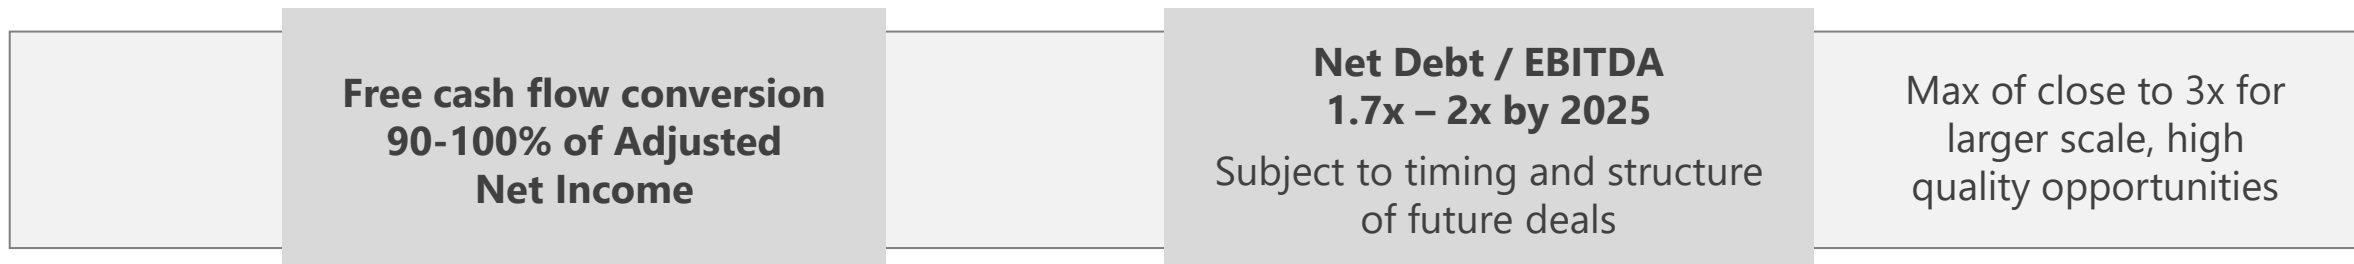 Free cash flow conversion
90-100% of Adjusted
Net Income
Net Debt / EBITDA
1.7x – 2x by 2025
Subject to timing and structure
of future deals
Max of close to 3x for
larger scale, high
quality opportunities